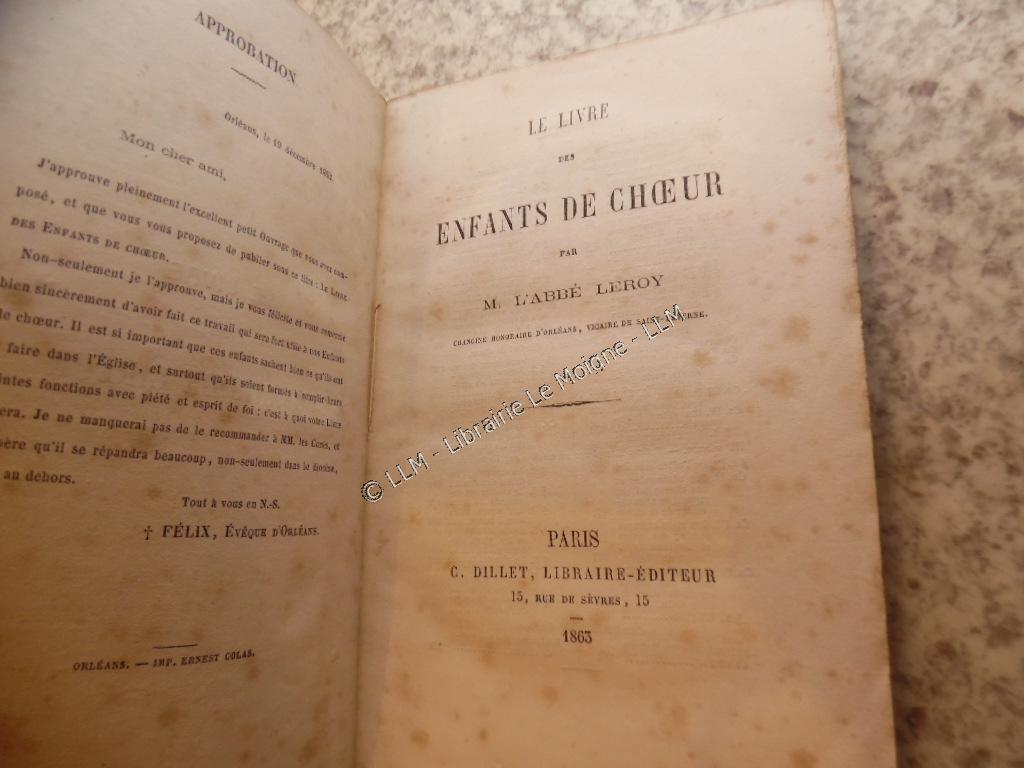 APPROBATION
Orléans, le 19 décembre 1862.
Mon cher ami,
J'approuve pleinement l'excellent petit Ouvrage que vous avez com-
posé, et que vous vous proposez de publier sous ce titre : LE LIVRE
DES ENFANTS DE CHŒUR.
Non-seulement je l'approuve, mais je vous félicite et vous remercie
bien sincèrement d'avoir fait ce travail qui sera fort utile à nos Enfants
de chœur. Il est si important que ces enfants sachent bien ce qu'ils ont
faire dans l'Église, et surtout qu'ils soient formés à remplir leurs
intes fonctions avec piété et esprit de foi : c'est à quoi votre Livre
era. Je ne manquerai pas de le recommander à MM. les Curés, et
père qu'il se répandra beaucoup, non-seulement dans le diocèse,
au dehors.
Tout à vous en N.-S.
† FÉLIX, ÉVÊQUE D'ORLÉANS.
ORLÉANS. — IMP. ERNEST COLAS.
LE LIVRE
DES
ENFANTS DE CHŒUR
PAR
M. L'ABBÉ LEROY
CHANOINE HONORAIRE D'ORLÉANS, VICAIRE DE SAINT-PATERNE.
PARIS
C. DILLET, LIBRAIRE-ÉDITEUR
15, RUE DE SÈVRES, 15
1863
© LLM - Librairie Le Moigne - LLM